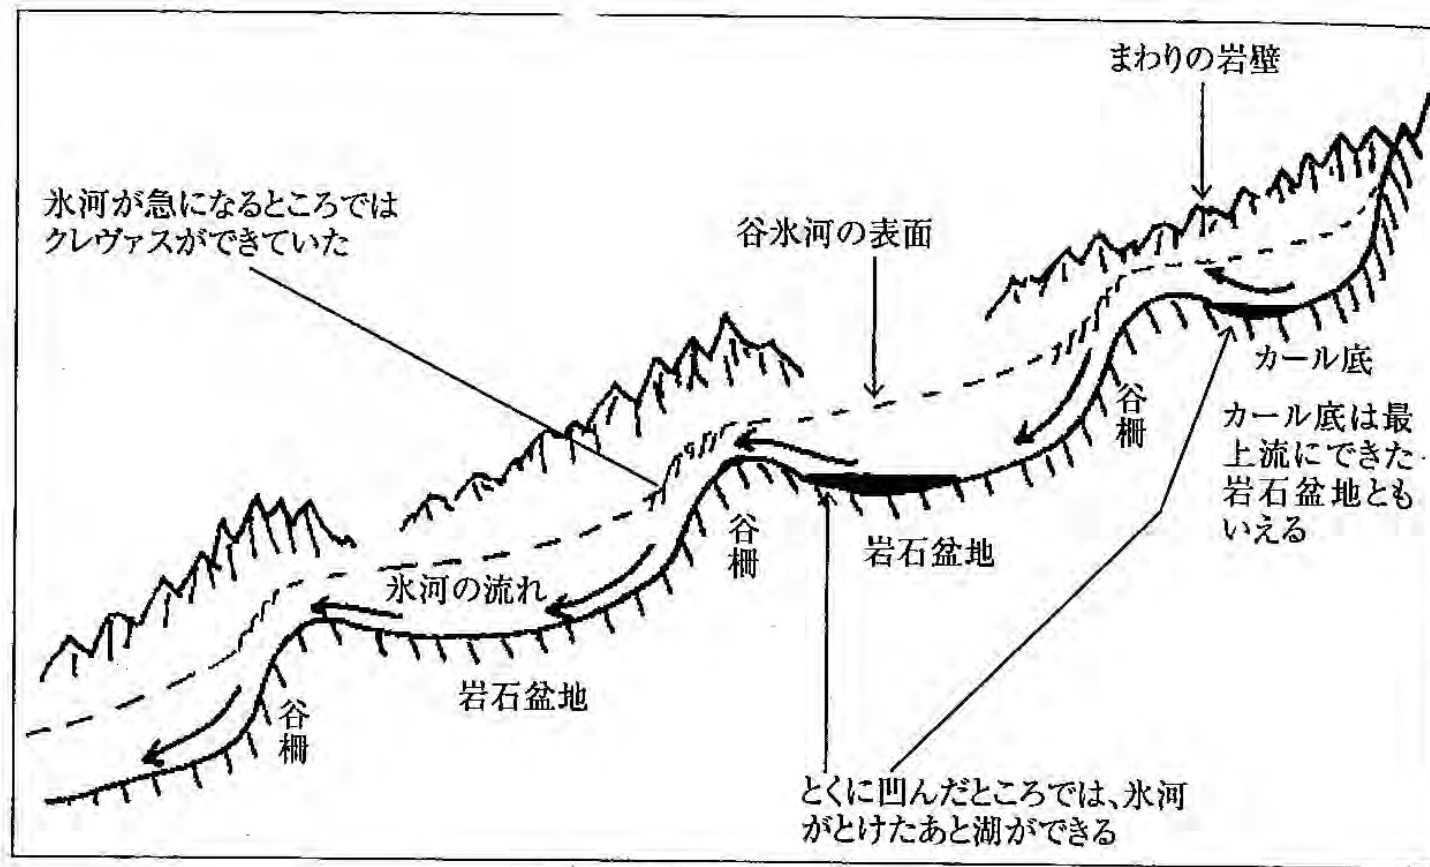 まわりの岩壁
氷河が急になるところでは
クレヴァスができていた
谷氷河の表面
カール底
カール底は最
上流にできた
岩石盆地とも
いえる
谷柵
谷柵
岩石盆地
氷河の流れ
岩石盆地
谷柵
とくに凹んだところでは、氷河
がとけたあと湖ができる